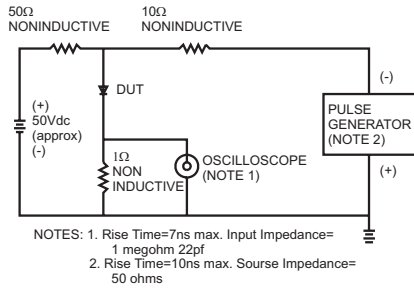 50Ω
NONINDUCTIVE
10Ω
NONINDUCTIVE
(+)
50Vdc
(approx)
(-)
DUT
1Ω
NON
INDUCTIVE
OSCILLOSCOPE
(NOTE 1)
(-)
PULSE
GENERATOR
(NOTE 2)
(+)
NOTES: 1. Rise Time=7ns max. Input Impedance=
1 megohm 22pf
2. Rise Time=10ns max. Sourse Impedance=
50 ohms